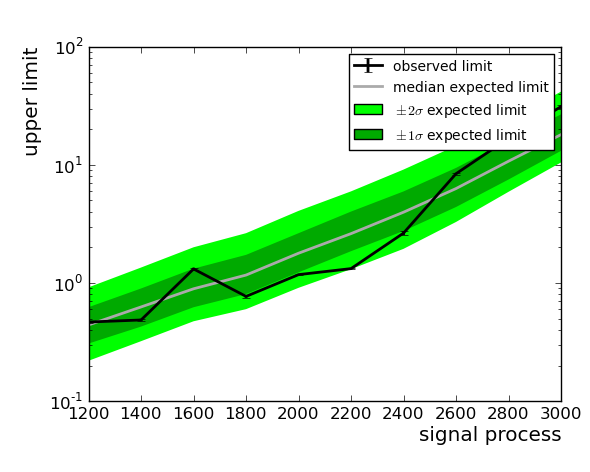 upper limit
10^2
10^1
10^0
10^-1
observed limit
median expected limit
±2σ expected limit
±1σ expected limit
1200 1400 1600 1800 2000 2200 2400 2600 2800 3000
signal process